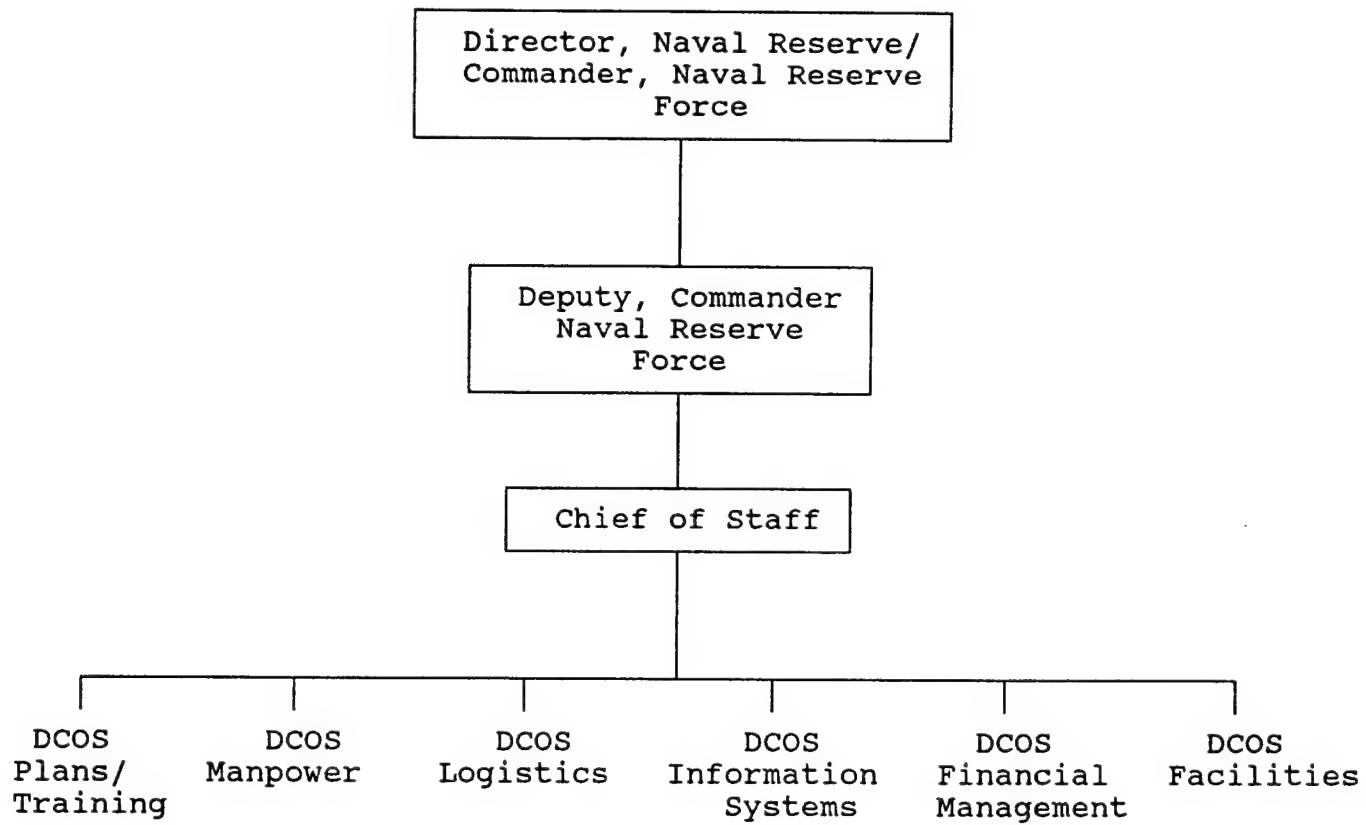 Director, Naval Reserve/
Commander, Naval Reserve
Force
Deputy, Commander
Naval Reserve
Force
Chief of Staff
DCOS
Plans/
Training
DCOS
Manpower
DCOS
Logistics
DCOS
Information
Systems
DCOS
Financial
Management
DCOS
Facilities